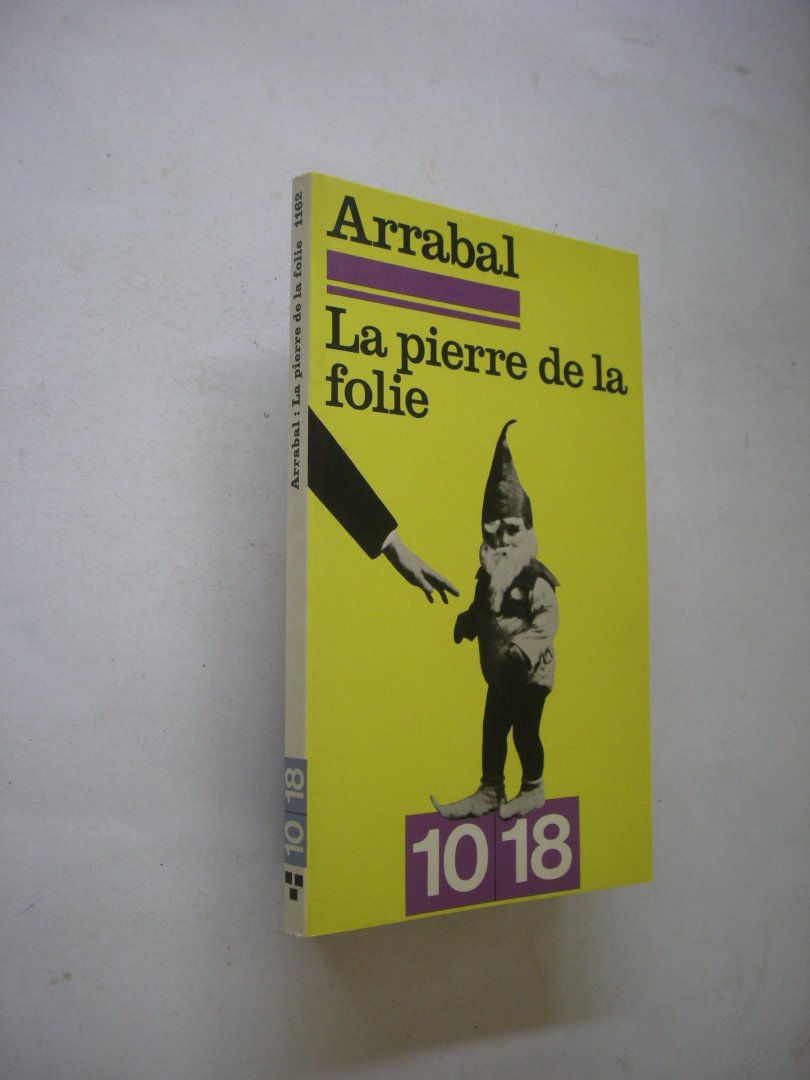 Arrabal
La pierre de la
folie
10 18
Arrabal : La pierre de la folie 1162
10 18